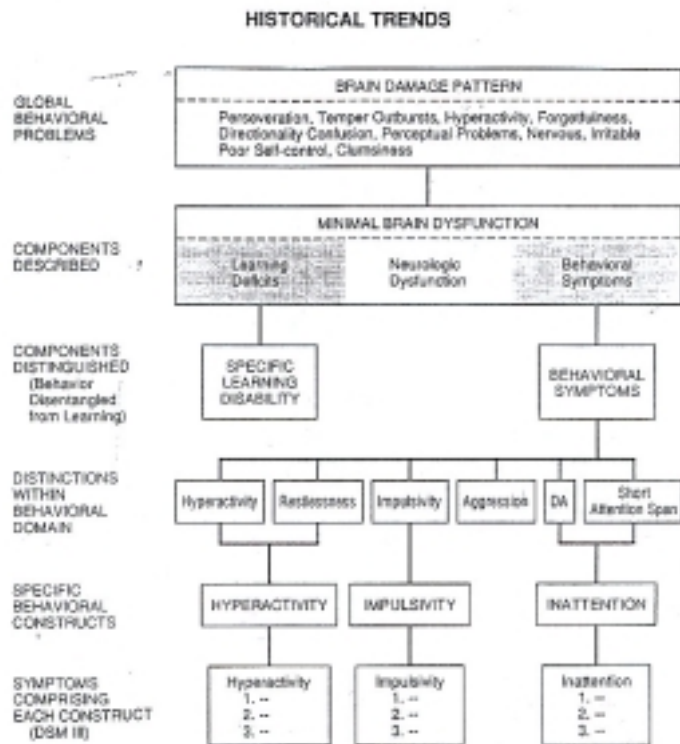 HISTORICAL TRENDS
GLOBAL
BEHAVIORAL
PROBLEMS
BRAIN DAMAGE PATTERN
Perseveration, Temper Outbursts, Hyperactivity, Forgetfulness,
Directionality Confusion, Perceptual Problems, Nervous, Irritable
Poor Self-control, Clumsiness
COMPONENTS
DESCRIBED
MINIMAL BRAIN DYSFUNCTION
Learning
Deficits
Neurologic
Dysfunction
Behavioral
Symptoms
COMPONENTS
DISTINGUISHED
(Behavior
Disentangled
from Learning)
SPECIFIC
LEARNING
DISABILITY
BEHAVIORAL
SYMPTOMS
DISTINCTIONS
WITHIN
BEHAVIORAL
DOMAIN
Hyperactivity
Restlessness
Impulsivity
Aggression
DA
Short
Attention Span
SPECIFIC
BEHAVIORAL
CONSTRUCTS
HYPERACTIVITY
IMPULSIVITY
INATTENTION
SYMPTOMS
COMPRISING
EACH CONSTRUCT
(DSM III)
Hyperactivity
1. --
2. --
3. --
Impulsivity
1. --
2. --
3. --
Inattention
1. --
2. --
3. --